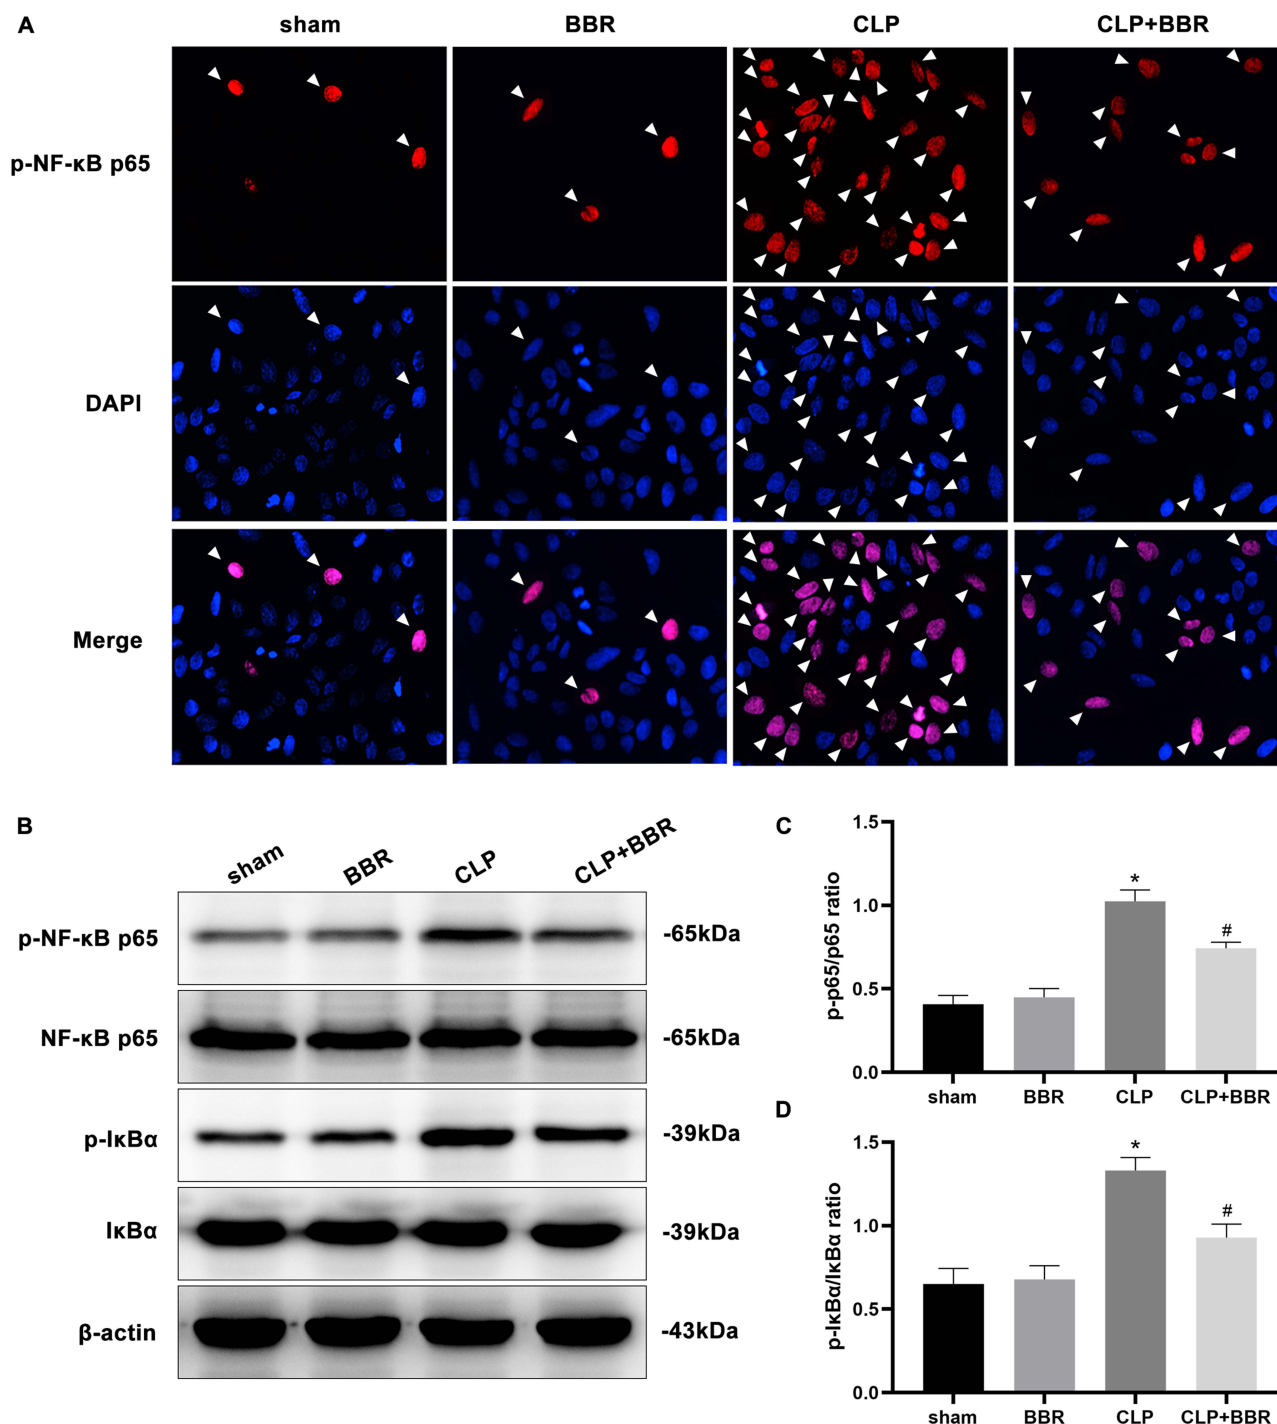 A
sham BBR CLP CLP+BBR
p-NF-κB p65
DAPI
Merge
B
sham BBR CLP CLP+BBR
p-NF-κB p65 -65kDa
NF-κB p65 -65kDa
p-IκBα -39kDa
IκBα -39kDa
β-actin -43kDa
C
p-p65/p65 ratio
1.5
1.0
0.5
0.0
*
#
sham BBR CLP CLP+BBR
D
p-IκBα/IκBα ratio
1.5
1.0
0.5
0.0
*
#
sham BBR CLP CLP+BBR